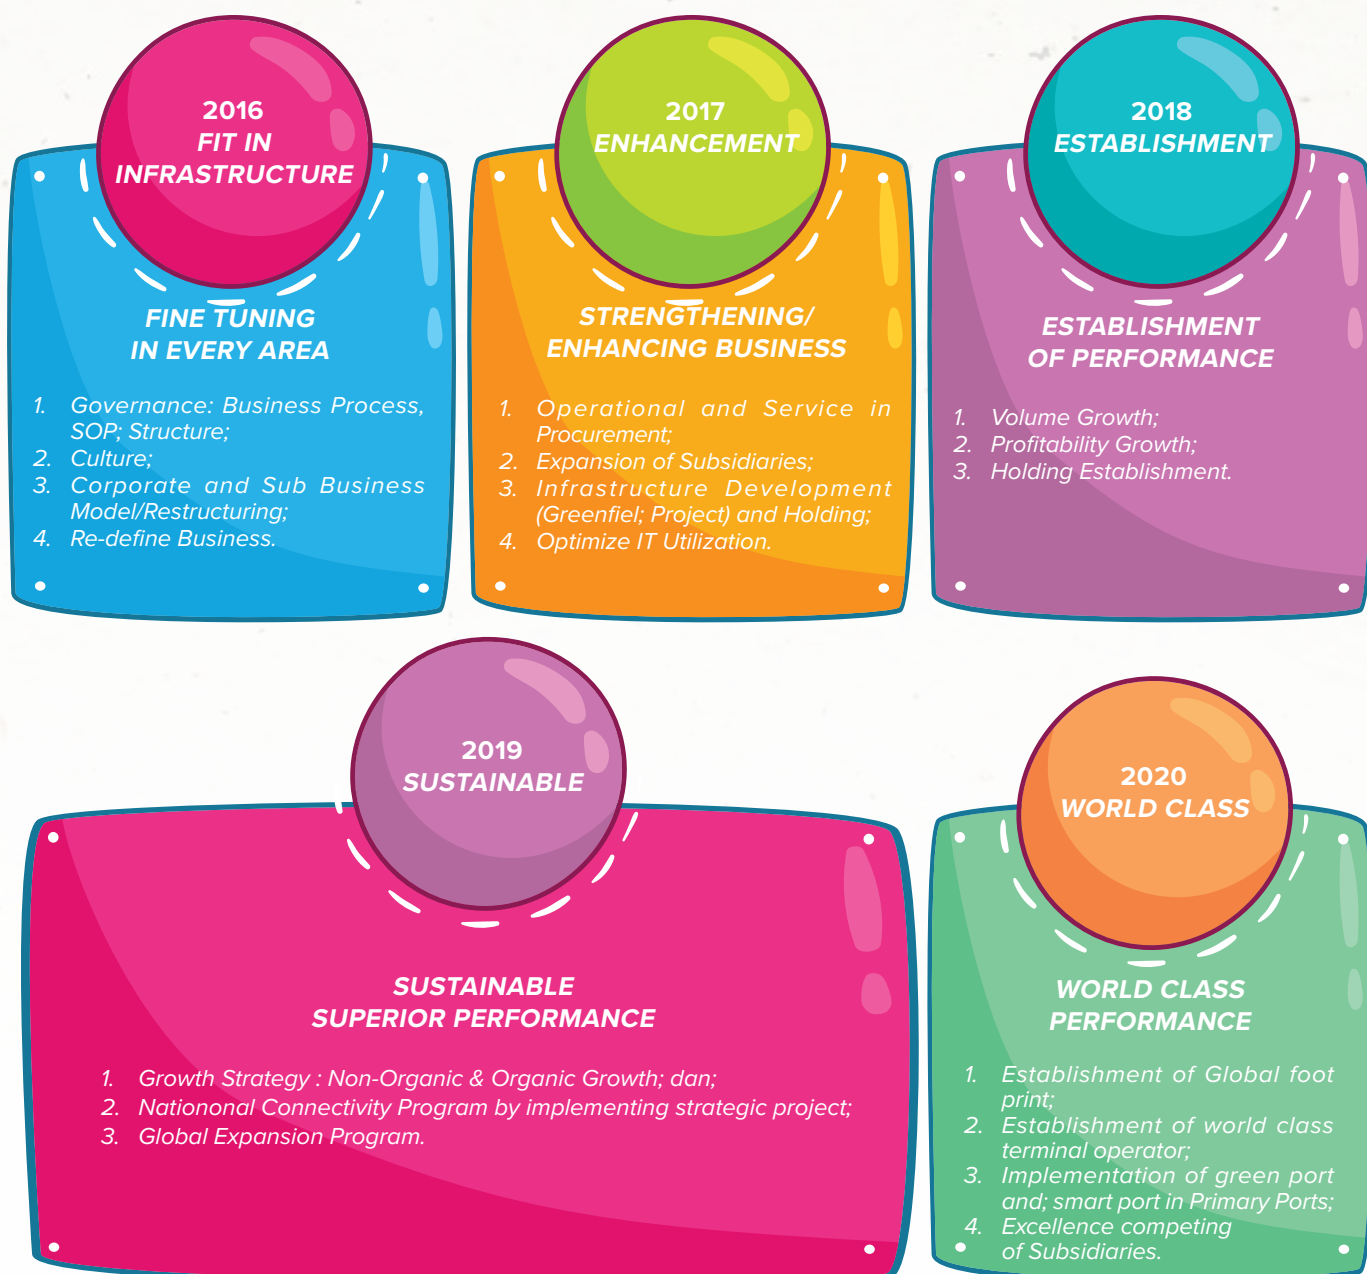 2016
FIT IN
INFRASTRUCTURE
FINE TUNING
IN EVERY AREA
1. Governance: Business Process,
SOP; Structure;
2. Culture;
3. Corporate and Sub Business
Model/Restructuring;
4. Re-define Business.
2017
ENHANCEMENT
STRENGTHENING/
ENHANCING BUSINESS
1. Operational and Service in
Procurement;
2. Expansion of Subsidiaries;
3. Infrastructure Development
(Greenfiel; Project) and Holding;
4. Optimize IT Utilization.
2018
ESTABLISHMENT
ESTABLISHMENT
OF PERFORMANCE
1. Volume Growth;
2. Profitability Growth;
3. Holding Establishment.
2019
SUSTAINABLE
SUSTAINABLE
SUPERIOR PERFORMANCE
1. Growth Strategy : Non-Organic & Organic Growth; dan;
2. Nationonal Connectivity Program by implementing strategic project;
3. Global Expansion Program.
2020
WORLD CLASS
WORLD CLASS
PERFORMANCE
1. Establishment of Global foot
print;
2. Establishment of world class
terminal operator;
3. Implementation of green port
and; smart port in Primary Ports;
4. Excellence competing
of Subsidiaries.